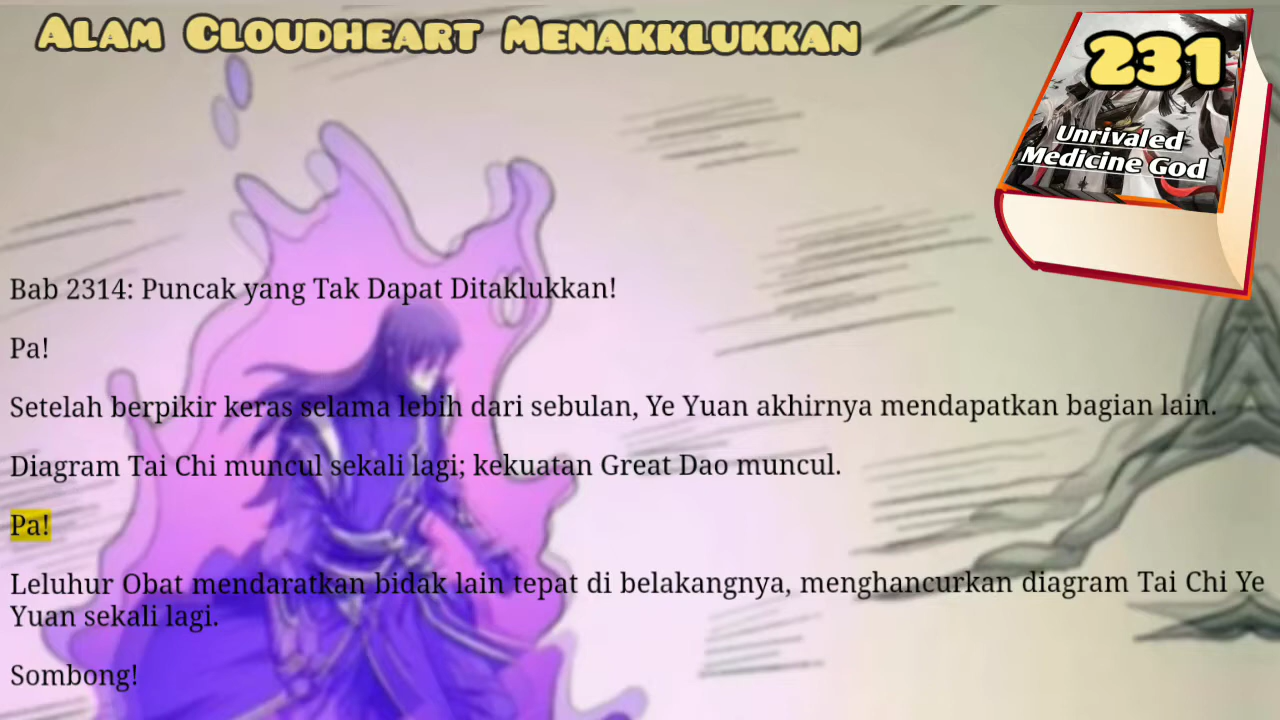 Alam Cloudheart Menakklukkan
231
Unrivaled
Medicine God
Bab 2314: Puncak yang Tak Dapat Ditaklukkan!
Pa!
Setelah berpikir keras selama lebih dari sebulan, Ye Yuan akhirnya mendapatkan bagian lain.
Diagram Tai Chi muncul sekali lagi; kekuatan Great Dao muncul.
Pa!
Leluhur Obat mendaratkan bidak lain tepat di belakangnya, menghancurkan diagram Tai Chi Ye
Yuan sekali lagi.
Sombong!